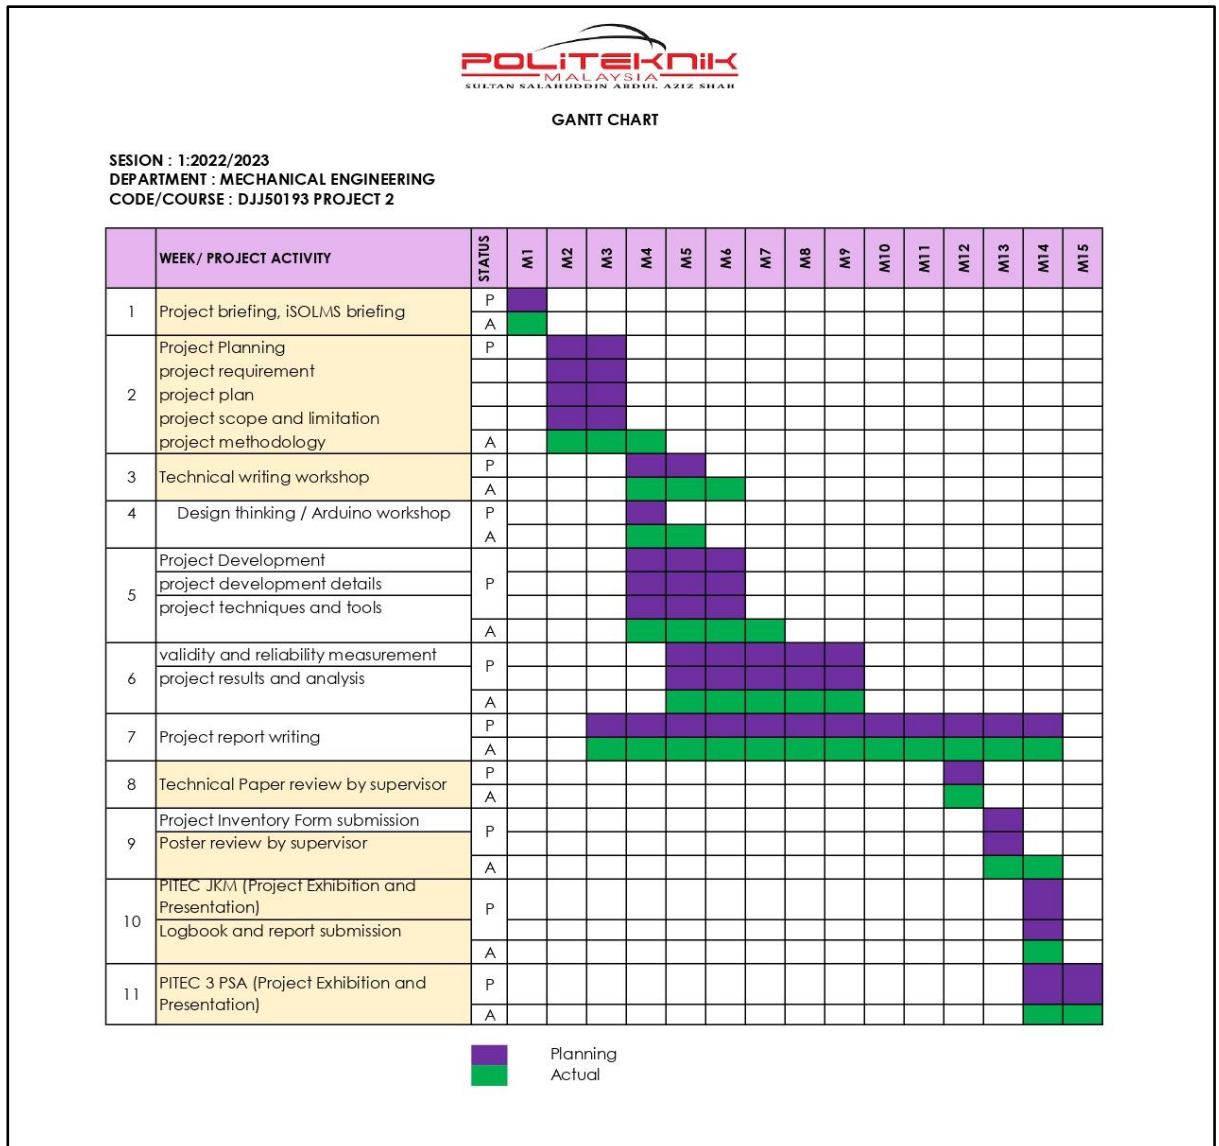 POLiTEKNiK
MALAYSIA
SULTAN SALAHUDDIN ABDUL AZIZ SHAH
GANTT CHART
SESION : 1:2022/2023
DEPARTMENT : MECHANICAL ENGINEERING
CODE/COURSE : DJJ50193 PROJECT 2
WEEK/ PROJECT ACTIVITY STATUS M1 M2 M3 M4 M5 M6 M7 M8 M9 M10 M11 M12 M13 M14 M15
1 Project briefing, iSOLMS briefing P
A
2 Project Planning P
project requirement
project plan
project scope and limitation
project methodology A
3 Technical writing workshop P
A
4 Design thinking / Arduino workshop P
A
5 Project Development P
project development details
project techniques and tools
A
6 validity and reliability measurement P
project results and analysis
A
7 Project report writing P
A
8 Technical Paper review by supervisor P
A
9 Project Inventory Form submission P
Poster review by supervisor
A
10 PITEC JKM (Project Exhibition and P
Presentation)
Logbook and report submission
A
11 PITEC 3 PSA (Project Exhibition and P
Presentation)
A
Planning
Actual